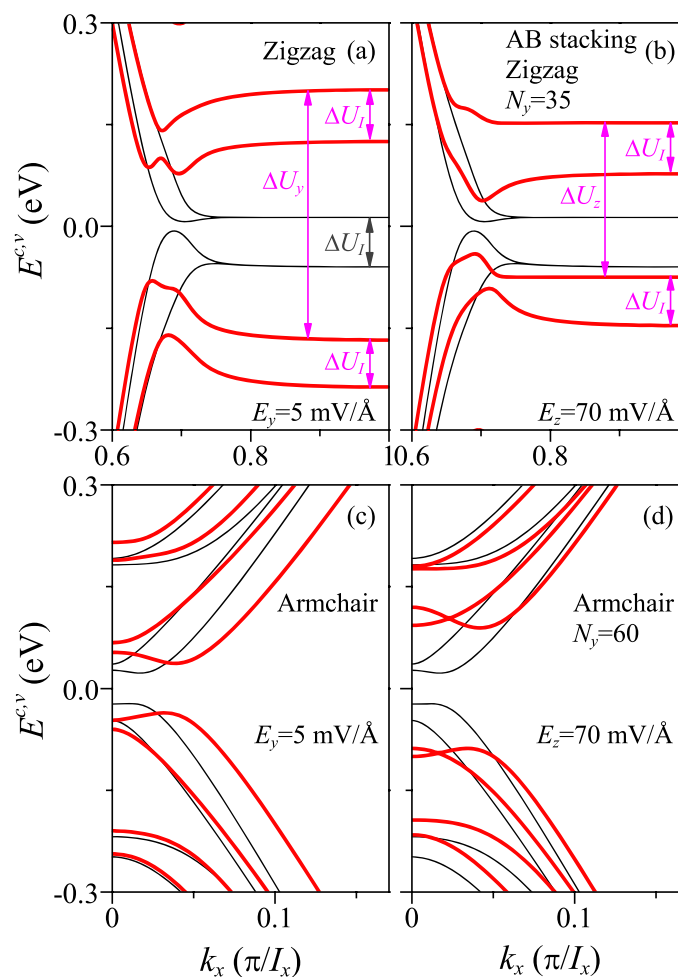 0.3
0.0
-0.3
E^{c,v} (eV)
Zigzag (a)
ΔU_I
ΔU_y
ΔU_I
ΔU_I
E_y=5 mV/Å
0.6
0.8
AB stacking (b)
Zigzag
N_y=35
ΔU_I
ΔU_z
ΔU_I
E_z=70 mV/Å
0.6
0.8
0.3
0.0
-0.3
E^{c,v} (eV)
(c)
Armchair
E_y=5 mV/Å
0
0.1
k_x (π/I_x)
(d)
Armchair
N_y=60
E_z=70 mV/Å
0
0.1
k_x (π/I_x)